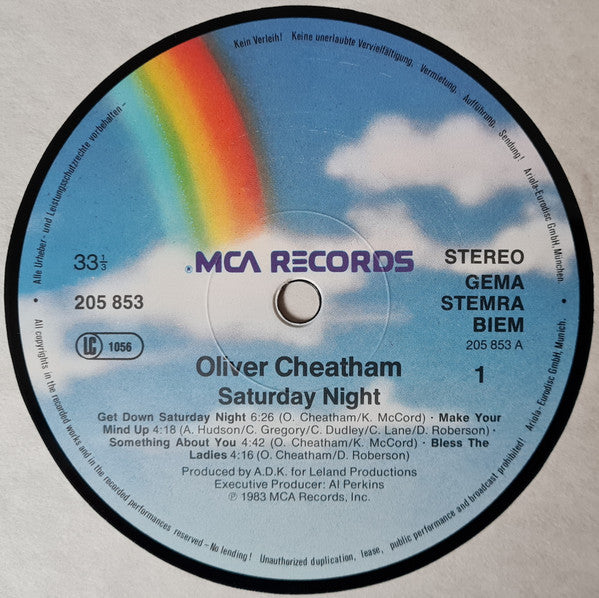 Alle Urheber- und Leistungsschutzrechte vorbehalten – Kein Verleih! Keine unerlaubte Vervielfältigung, Vermietung, Aufführung, Sendung! Ariola-Eurodisc GmbH, München.
MCA RECORDS
33⅓
205 853
LC 1056
STEREO
GEMA
STEMRA
BIEM
205 853 A
1
Oliver Cheatham
Saturday Night
Get Down Saturday Night 6:26 (O. Cheatham/K. McCord) · Make Your
Mind Up 4:18 (A. Hudson/C. Gregory/C. Dudley/C. Lane/D. Roberson) ·
Something About You 4:42 (O. Cheatham/K. McCord) · Bless The
Ladies 4:16 (O. Cheatham/D. Roberson)
Produced by A.D.K. for Leland Productions
Executive Producer: Al Perkins
℗ 1983 MCA Records, Inc.
All copyrights in the recorded works and in the recorded performances reserved – No lending! Unauthorized duplication, lease, public performance and broadcast prohibited! Ariola-Eurodisc GmbH, Munich.